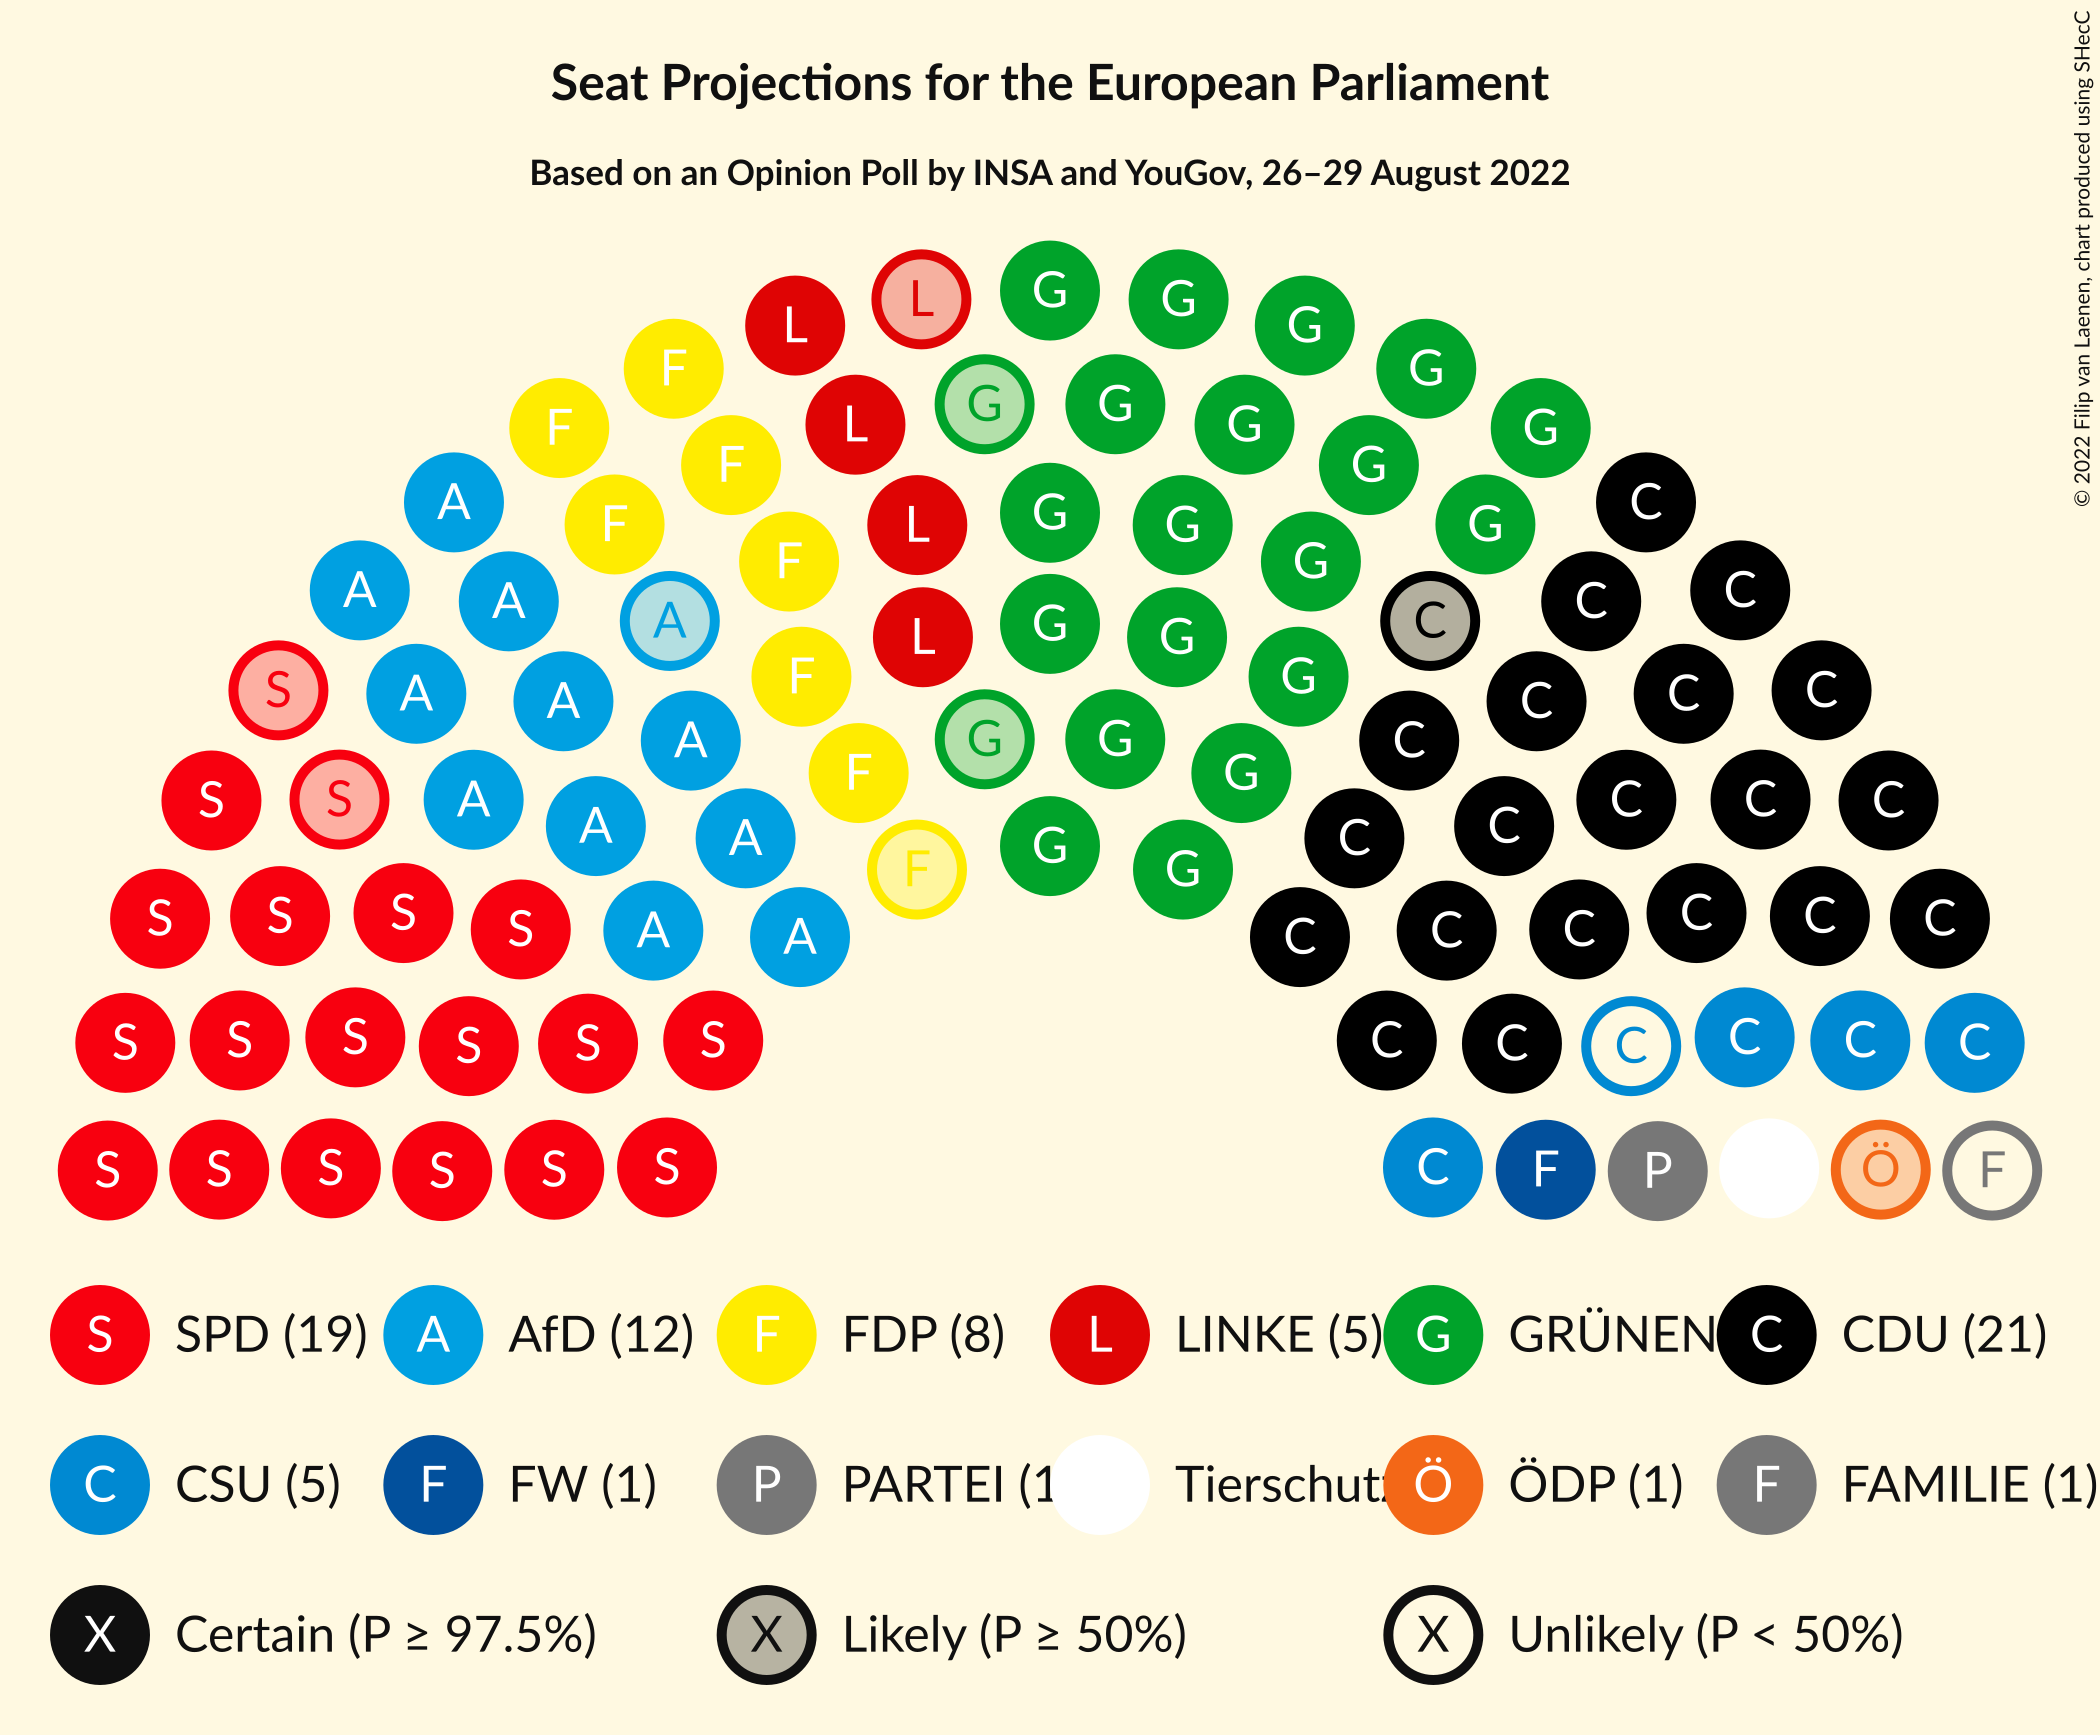 Seat Projections for the European Parliament
Based on an Opinion Poll by INSA and YouGov, 26–29 August 2022
© 2022 Filip van Laenen, chart produced using SHecC
L G G G
F L G G
F L G G G G G
A F F G G C
A A F L G G G G C C
S A A A F L G G G C C C C C
S S A A A F G G G C C C C C
S S S S A A F G G C C C C C C
A A C
S S S S S S C C C C C C
S S S S S S C F P Ö F
S SPD (19) A AfD (12) F FDP (8) L LINKE (5) G GRÜNEN C CDU (21)
C CSU (5) F FW (1) P PARTEI (1 Tierschutz Ö ÖDP (1) F FAMILIE (1)
X Certain (P ≥ 97.5%) X Likely (P ≥ 50%) X Unlikely (P < 50%)